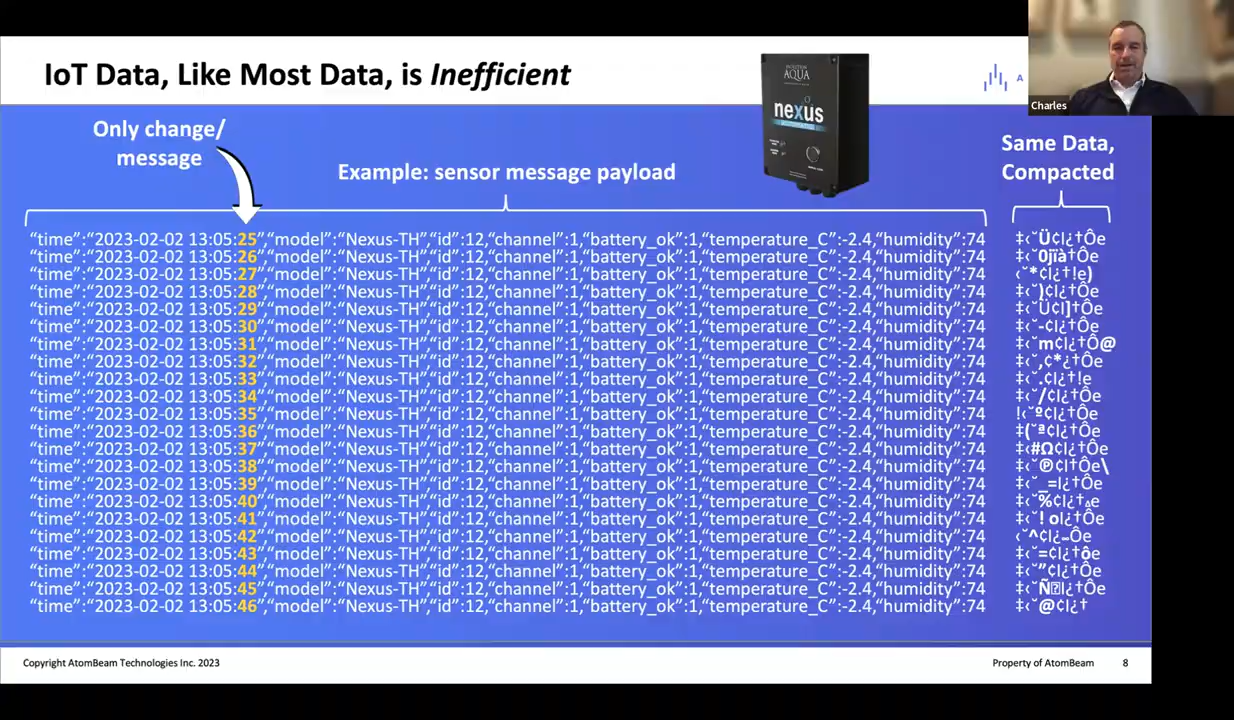 IoT Data, Like Most Data, is Inefficient
EVOLUTION
AQUA
nexus
A
Charles
Only change/
message
Example: sensor message payload
Same Data,
Compacted
“time”:“2023-02-02 13:05:25”,“model”:“Nexus-TH”,“id”:12,“channel”:1,“battery_ok”:1,“temperature_C”:-2.4,“humidity”:74 ‡‹˘Ü¢l¿†Ôe
“time”:“2023-02-02 13:05:26”,“model”:“Nexus-TH”,“id”:12,“channel”:1,“battery_ok”:1,“temperature_C”:-2.4,“humidity”:74 ‡‹˘0jïà†Ôe
“time”:“2023-02-02 13:05:27”,“model”:“Nexus-TH”,“id”:12,“channel”:1,“battery_ok”:1,“temperature_C”:-2.4,“humidity”:74 ‹˘*¢l¿†!e)
“time”:“2023-02-02 13:05:28”,“model”:“Nexus-TH”,“id”:12,“channel”:1,“battery_ok”:1,“temperature_C”:-2.4,“humidity”:74 ‡‹˘)¢l¿†Ôe
“time”:“2023-02-02 13:05:29”,“model”:“Nexus-TH”,“id”:12,“channel”:1,“battery_ok”:1,“temperature_C”:-2.4,“humidity”:74 ‡‹˘Ü¢l]†Ôe
“time”:“2023-02-02 13:05:30”,“model”:“Nexus-TH”,“id”:12,“channel”:1,“battery_ok”:1,“temperature_C”:-2.4,“humidity”:74 ‡‹˘-¢l¿†Ôe
“time”:“2023-02-02 13:05:31”,“model”:“Nexus-TH”,“id”:12,“channel”:1,“battery_ok”:1,“temperature_C”:-2.4,“humidity”:74 ‡‹˘m¢l¿†Ô@
“time”:“2023-02-02 13:05:32”,“model”:“Nexus-TH”,“id”:12,“channel”:1,“battery_ok”:1,“temperature_C”:-2.4,“humidity”:74 ‡‹˘,¢*¿†Ôe
“time”:“2023-02-02 13:05:33”,“model”:“Nexus-TH”,“id”:12,“channel”:1,“battery_ok”:1,“temperature_C”:-2.4,“humidity”:74 ‡‹˘.¢l¿†!e
“time”:“2023-02-02 13:05:34”,“model”:“Nexus-TH”,“id”:12,“channel”:1,“battery_ok”:1,“temperature_C”:-2.4,“humidity”:74 ‡‹˘/¢l¿†Ôe
“time”:“2023-02-02 13:05:35”,“model”:“Nexus-TH”,“id”:12,“channel”:1,“battery_ok”:1,“temperature_C”:-2.4,“humidity”:74 !‹˘º¢l¿†Ôe
“time”:“2023-02-02 13:05:36”,“model”:“Nexus-TH”,“id”:12,“channel”:1,“battery_ok”:1,“temperature_C”:-2.4,“humidity”:74 ‡(˘ª¢l¿†Ôe
“time”:“2023-02-02 13:05:37”,“model”:“Nexus-TH”,“id”:12,“channel”:1,“battery_ok”:1,“temperature_C”:-2.4,“humidity”:74 ‡‹#Ω¢l¿†Ôe
“time”:“2023-02-02 13:05:38”,“model”:“Nexus-TH”,“id”:12,“channel”:1,“battery_ok”:1,“temperature_C”:-2.4,“humidity”:74 ‡‹˘℗¢l†Ôe\
“time”:“2023-02-02 13:05:39”,“model”:“Nexus-TH”,“id”:12,“channel”:1,“battery_ok”:1,“temperature_C”:-2.4,“humidity”:74 ‡‹˘_=l¿†Ôe
“time”:“2023-02-02 13:05:40”,“model”:“Nexus-TH”,“id”:12,“channel”:1,“battery_ok”:1,“temperature_C”:-2.4,“humidity”:74
“time”:“2023-02-02 13:05:41”,“model”:“Nexus-TH”,“id”:12,“channel”:1,“battery_ok”:1,“temperature_C”:-2.4,“humidity”:74 ‡‹˘! ol¿†Ôe
“time”:“2023-02-02 13:05:42”,“model”:“Nexus-TH”,“id”:12,“channel”:1,“battery_ok”:1,“temperature_C”:-2.4,“humidity”:74
“time”:“2023-02-02 13:05:43”,“model”:“Nexus-TH”,“id”:12,“channel”:1,“battery_ok”:1,“temperature_C”:-2.4,“humidity”:74 ‡‹˘=¢l¿†ôe
“time”:“2023-02-02 13:05:44”,“model”:“Nexus-TH”,“id”:12,“channel”:1,“battery_ok”:1,“temperature_C”:-2.4,“humidity”:74 ‡‹˘”¢l¿†Ôe
“time”:“2023-02-02 13:05:45”,“model”:“Nexus-TH”,“id”:12,“channel”:1,“battery_ok”:1,“temperature_C”:-2.4,“humidity”:74
“time”:“2023-02-02 13:05:46”,“model”:“Nexus-TH”,“id”:12,“channel”:1,“battery_ok”:1,“temperature_C”:-2.4,“humidity”:74 ‡‹˘@¢l¿†
Copyright AtomBeam Technologies Inc. 2023
Property of AtomBeam 8